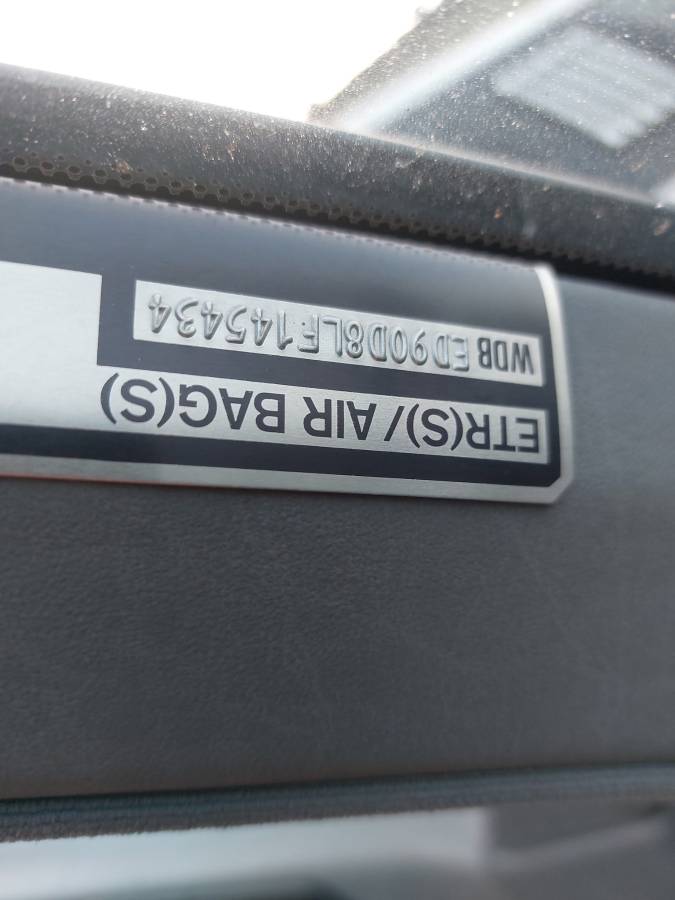 ETR(S)/AIR BAG(S)
WDB ED90D8LF145434